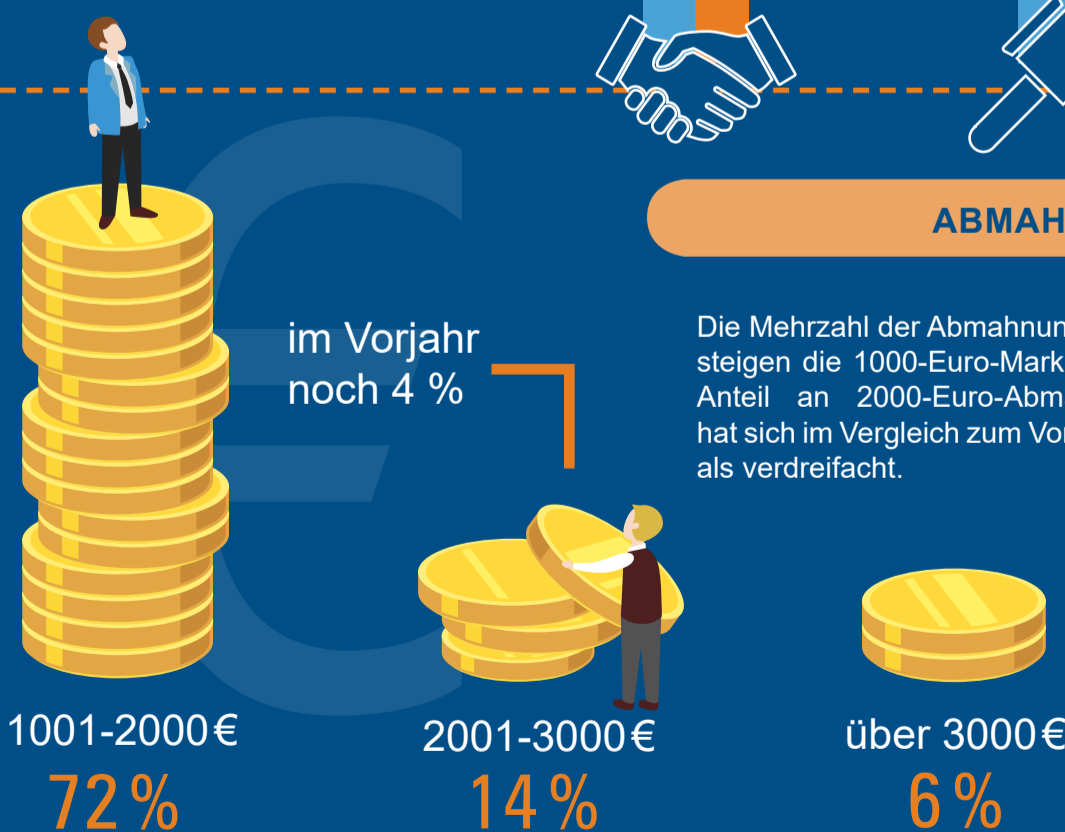 ABMAH
im Vorjahr
noch 4 %
Die Mehrzahl der Abmahnun
steigen die 1000-Euro-Mark
Anteil an 2000-Euro-Abm
hat sich im Vergleich zum Vor
als verdreifacht.
1001-2000€
72%
2001-3000€
14%
über 3000€
6%